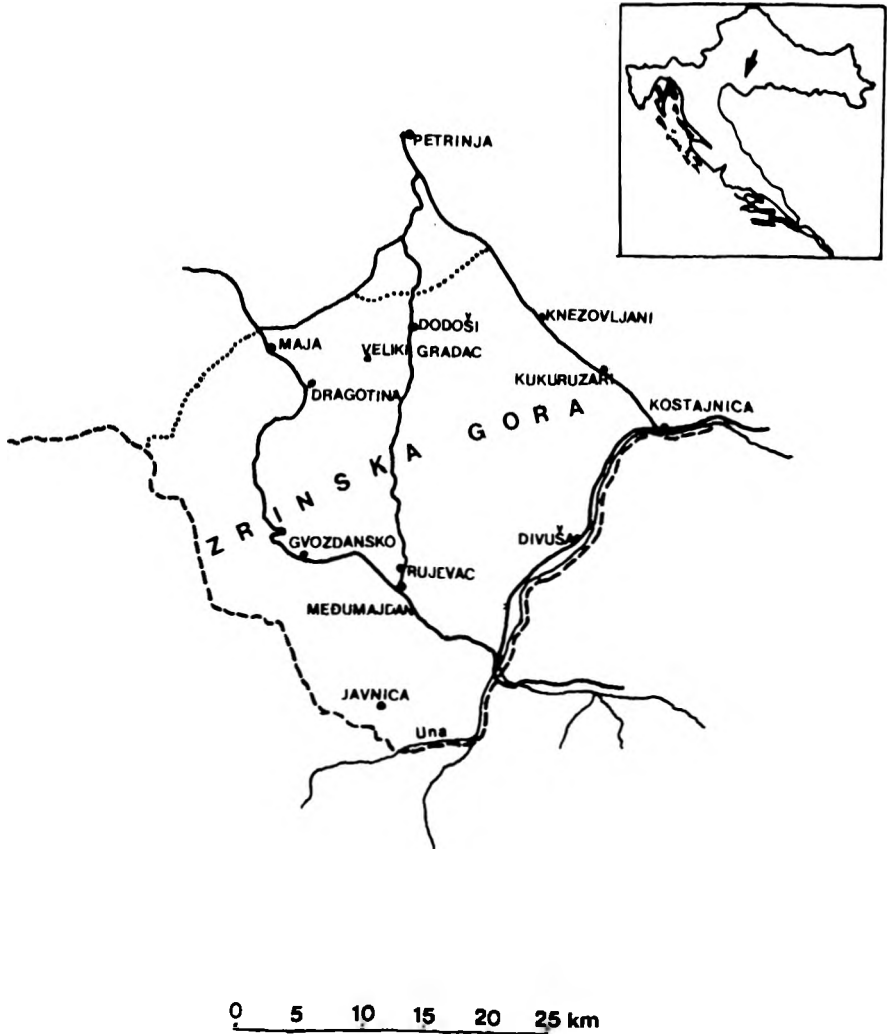 PETRINJA
KNEZOVLJANI
DODOŠI
MAJA
VELIKI GRADAC
KUKURUZARI
DRAGOTINA
KOSTAJNICA
ZRINSKA GORA
GVOZDANSKO
DIVUŠA
RUJEVAC
MEĐUMAJDAN
JAVNICA
Una
0 5 10 15 20 25 km